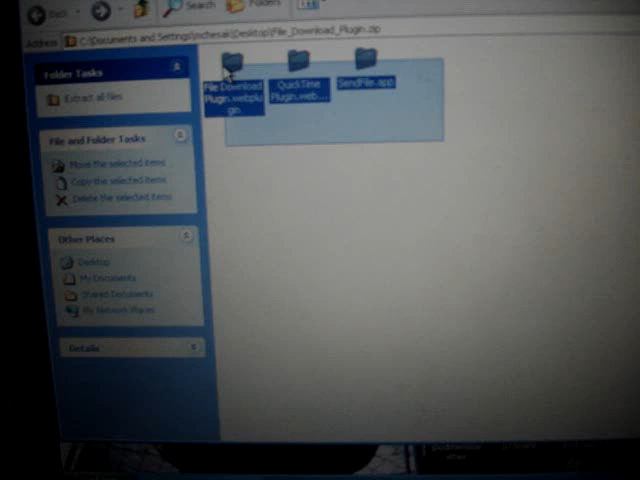 Back
Search
Folders
Address C:\Documents and Settings\schesak\Desktop\File_Download_Plugin.zip
Folder Tasks
Extract all files
File and Folder Tasks
Move the selected items
Copy the selected items
Delete the selected items
Other Places
Desktop
My Documents
Shared Documents
My Network Places
Details
File Download
Plugin.webplu
gin
QuickTime
Plugin.web...
SendFile.app